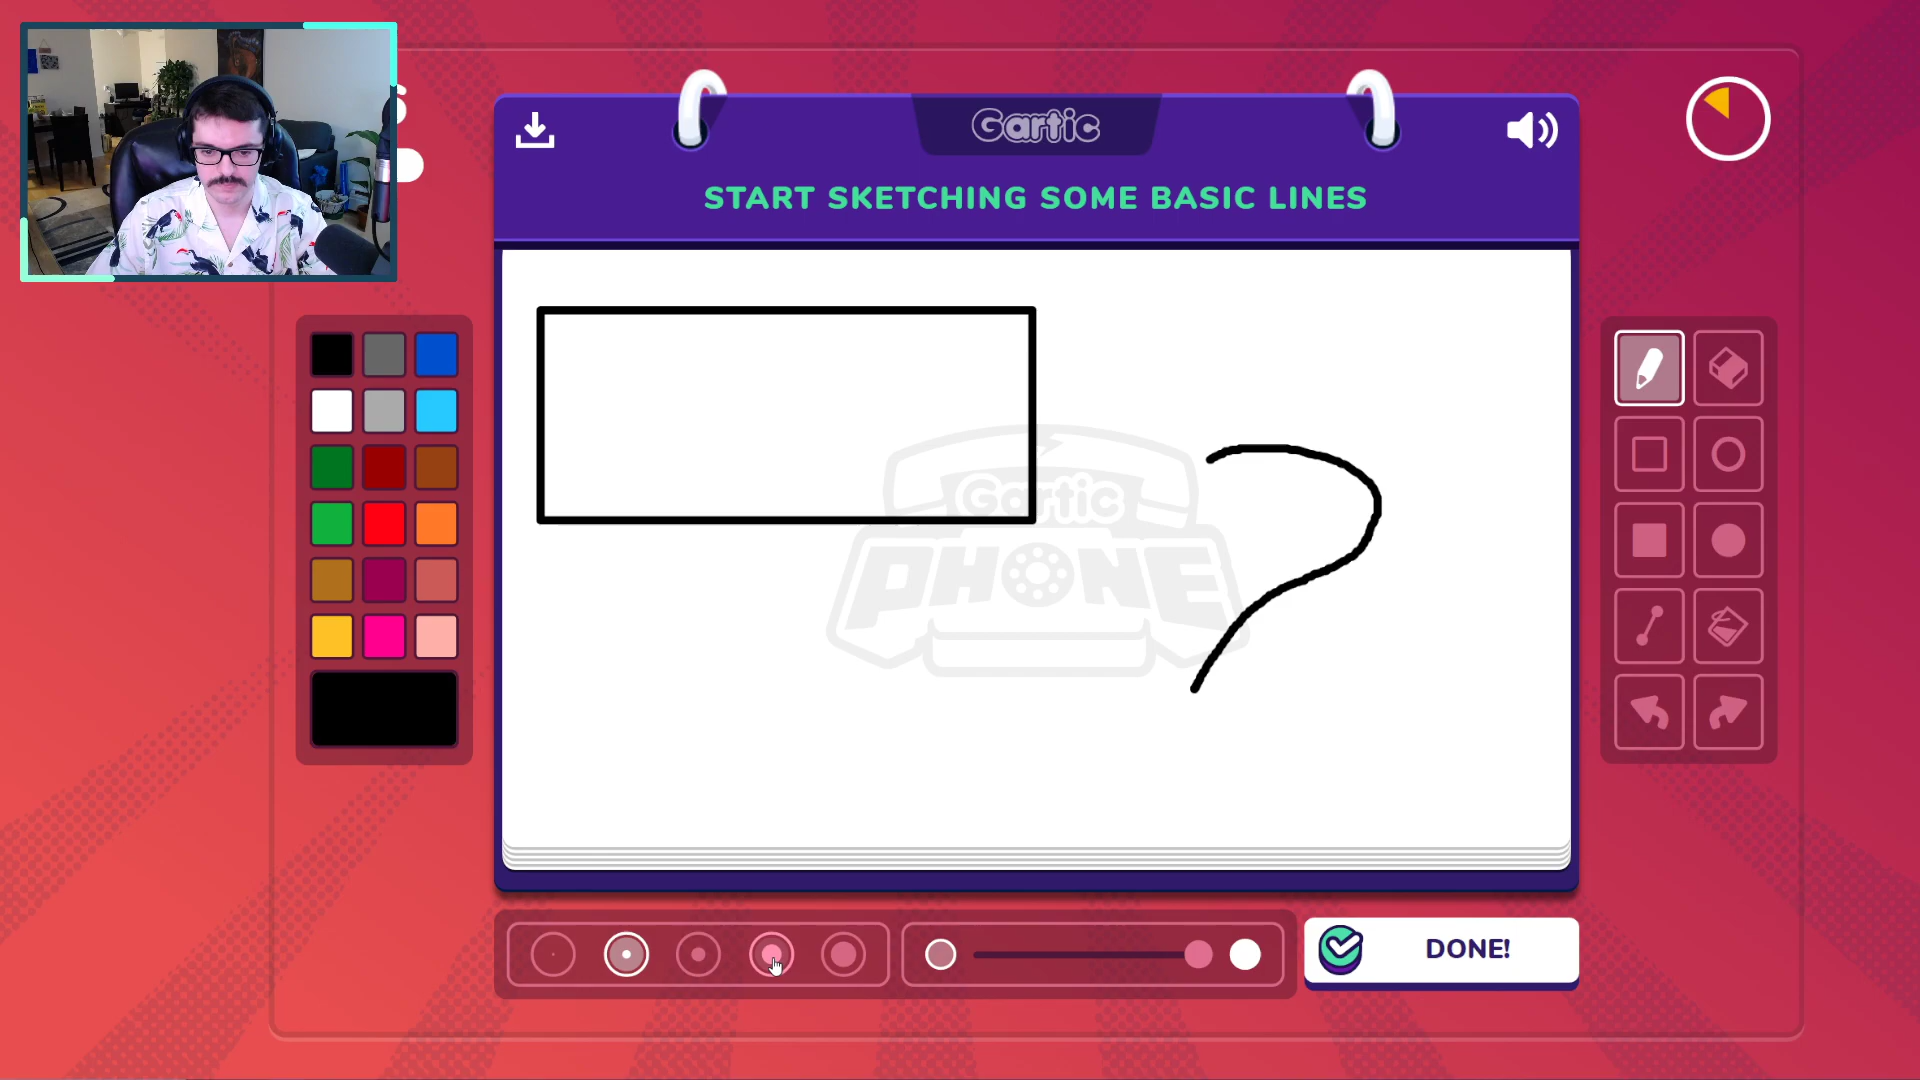 Gartic
START SKETCHING SOME BASIC LINES
Gartic
PHONE
DONE!